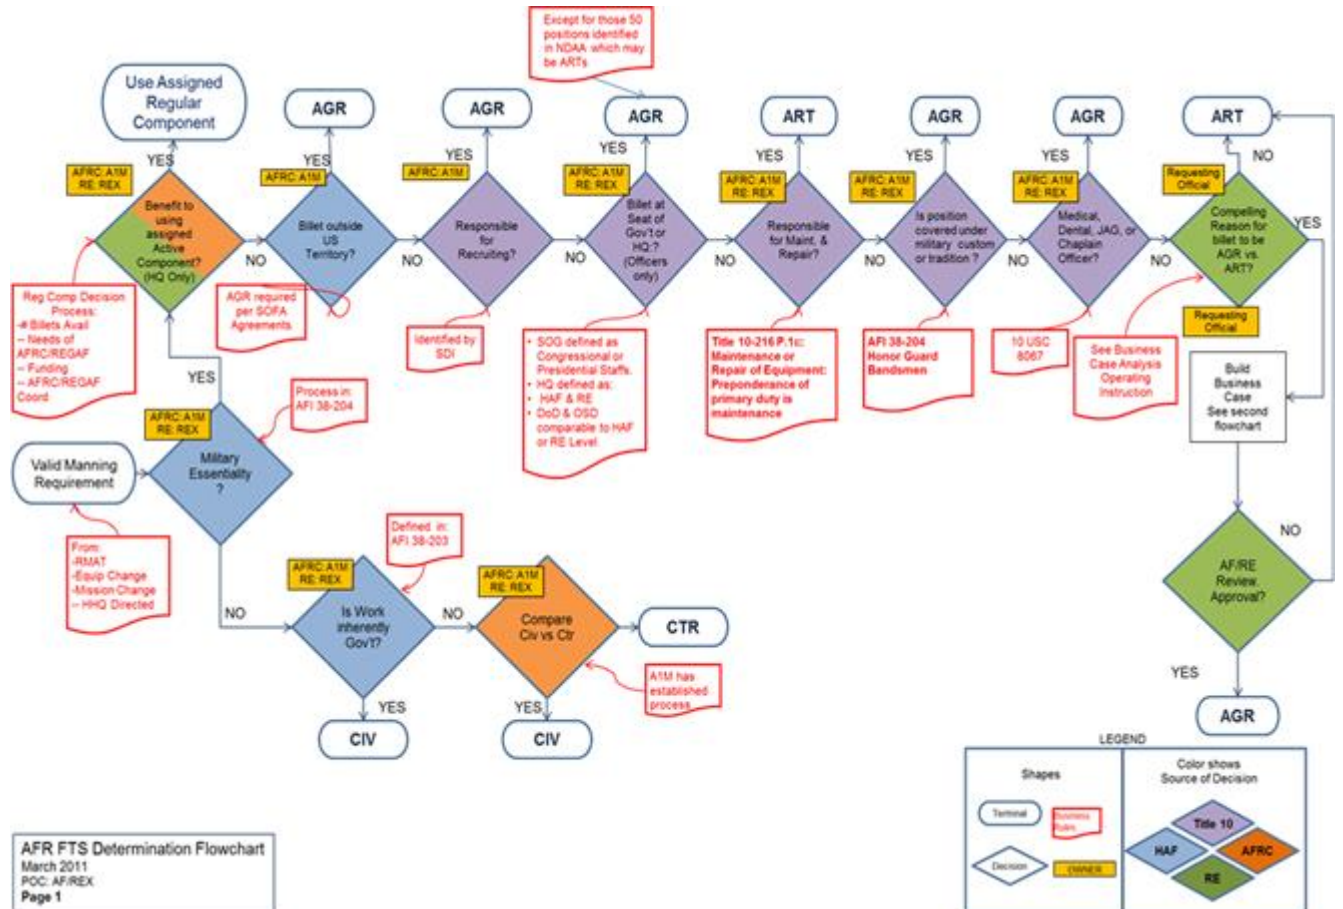 Except for those 50
positions identified
in NDAA which may
be ARTs
Use Assigned
Regular
Component
AGR
AGR
AGR
ART
AGR
AGR
ART
YES
YES
YES
YES
YES
YES
YES
NO
AFRC: A1M
RE: REX
AFRC: A1M
AFRC: A1M
AFRC: A1M
RE: REX
AFRC: A1M
RE: REX
AFRC: A1M
RE: REX
AFRC: A1M
RE: REX
Requesting
Official
Benefit to
using
assigned
Active
Component?
(HQ Only)
NO
Billet outside
US
Territory?
NO
Responsible
for
Recruiting?
NO
Billet at
Seat of
Gov't or
HQ:?
(Officers
only)
NO
Responsible
for Maint, &
Repair?
NO
Is position
covered under
military custom
or tradition ?
NO
Medical,
Dental, JAG, or
Chaplain
Officer?
NO
Compelling
Reason for
billet to be
AGR vs.
ART?
YES
Requesting
Official
Reg Comp Decision
Process:
-# Billets Avail
-- Needs of
AFRC/REGAF
-- Funding
-- AFRC/REGAF
Coord
AGR required
per SOFA
Agreements
Identified by
SDI
• SOG defined as
Congressional or
Presidential Staffs.
• HQ defined as:
• HAF & RE
• DoD & OSD
comparable to HAF
or RE Level
Title 10-216 P.1c:
Maintenance or
Repair of Equipment:
Preponderance of
primary duty is
maintenance
AFI 38-204
Honor Guard
Bandsmen
10 USC
8067
See Business
Case Analysis
Operating
Instruction
Build
Business
Case
See second
flowchart
YES
Process in:
AFI 38-204
AFRC: A1M
RE: REX
Valid Manning
Requirement
Military
Essentiality
?
From:
-RMAT
-Equip Change
-Mission Change
-- HHQ Directed
NO
Defined in:
AFI 38-203
AFRC: A1M
RE: REX
Is Work
inherently
Gov't?
NO
AFRC: A1M
RE: REX
Compare
Civ vs Ctr
CTR
A1M has
established
process
YES
CIV
YES
CIV
AF/RE
Review
Approval?
NO
YES
AGR
LEGEND
Shapes
Terminal
Business
Rules
Decision
OWNER
Color shows
Source of Decision
Title 10
HAF
AFRC
RE
AFR FTS Determination Flowchart
March 2011
POC: AF/REX
Page 1